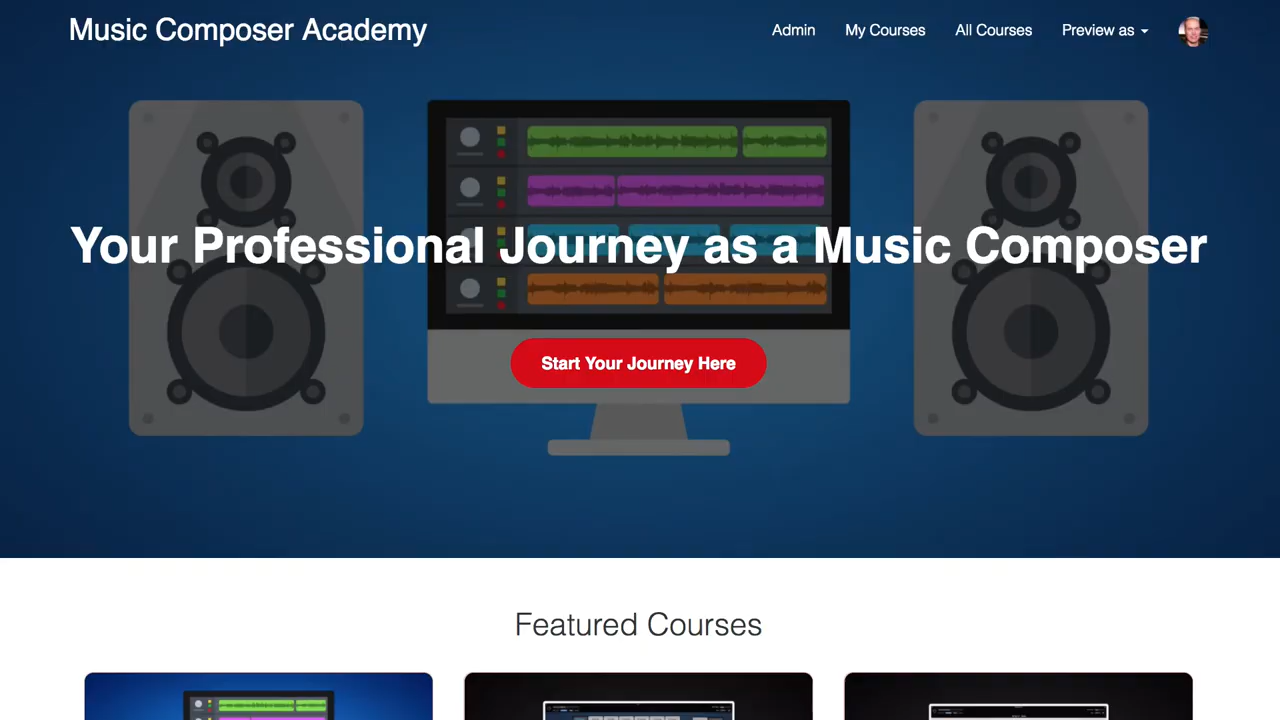 Music Composer Academy
Admin
My Courses
All Courses
Preview as
Your Professional Journey as a Music Composer
Start Your Journey Here
Featured Courses